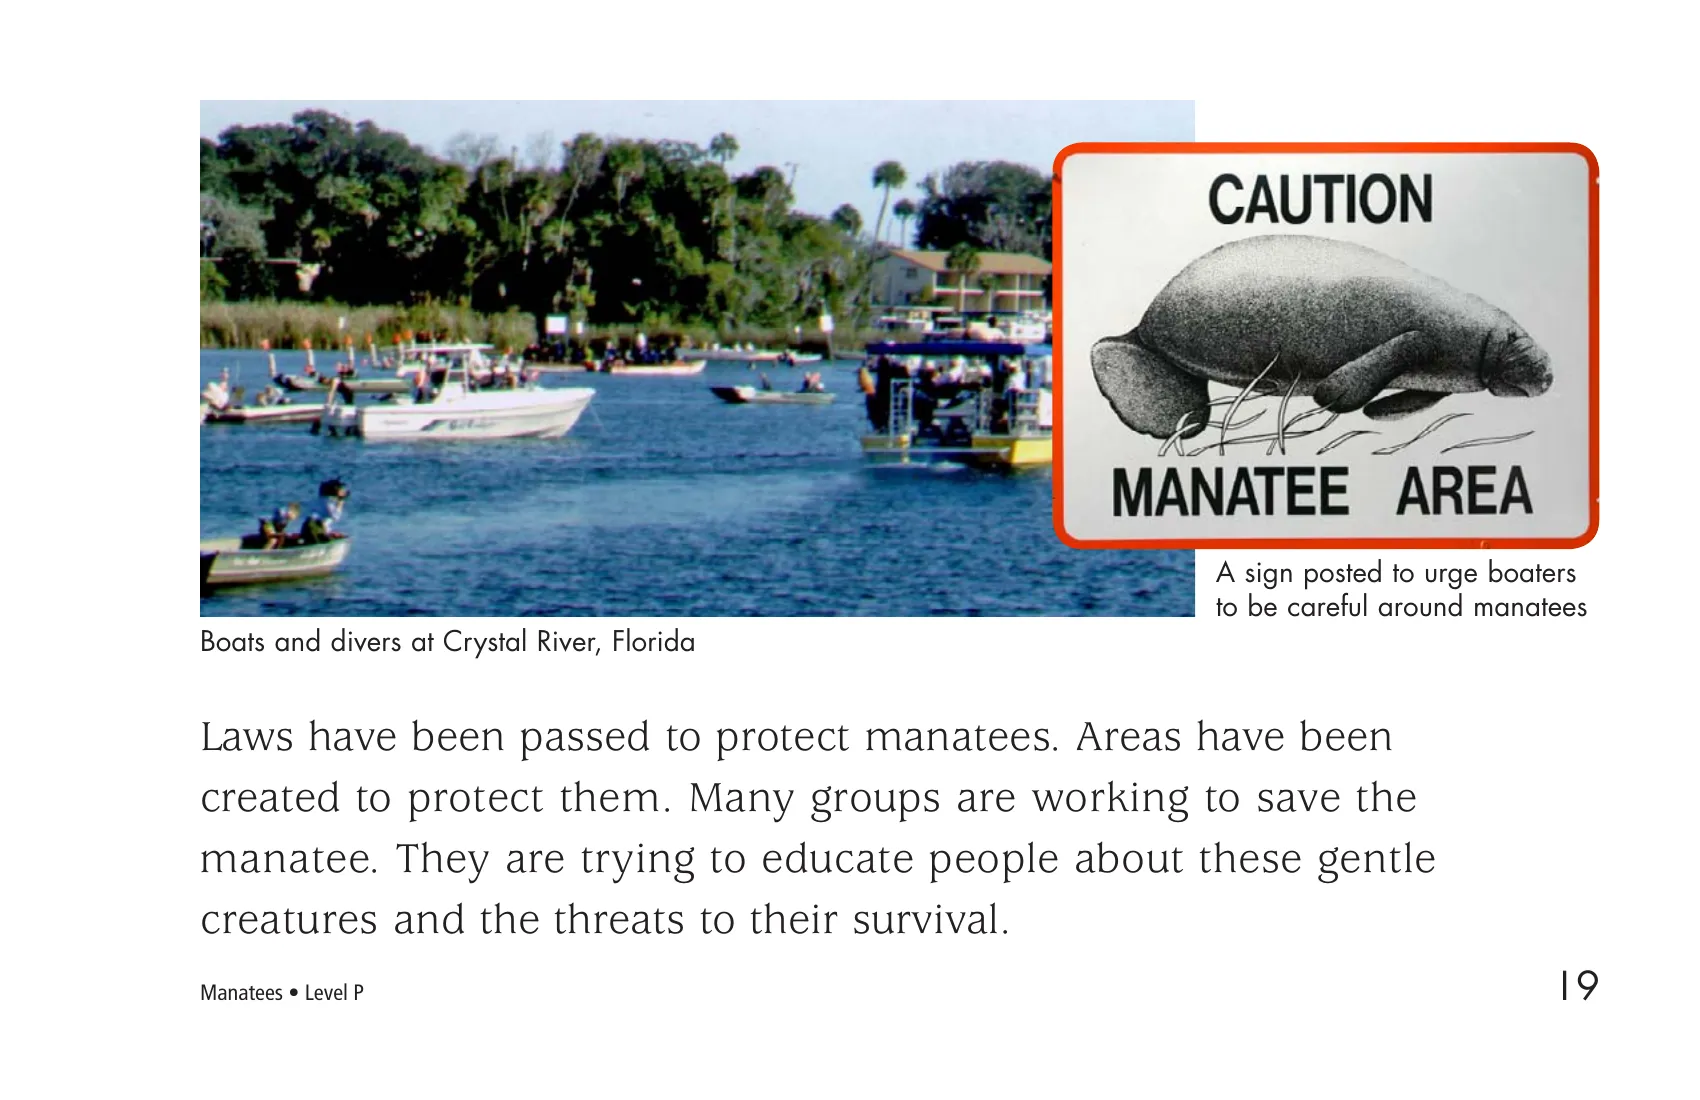 CAUTION
MANATEE AREA
A sign posted to urge boaters
to be careful around manatees
Boats and divers at Crystal River, Florida
Laws have been passed to protect manatees. Areas have been
created to protect them. Many groups are working to save the
manatee. They are trying to educate people about these gentle
creatures and the threats to their survival.
Manatees • Level P
19